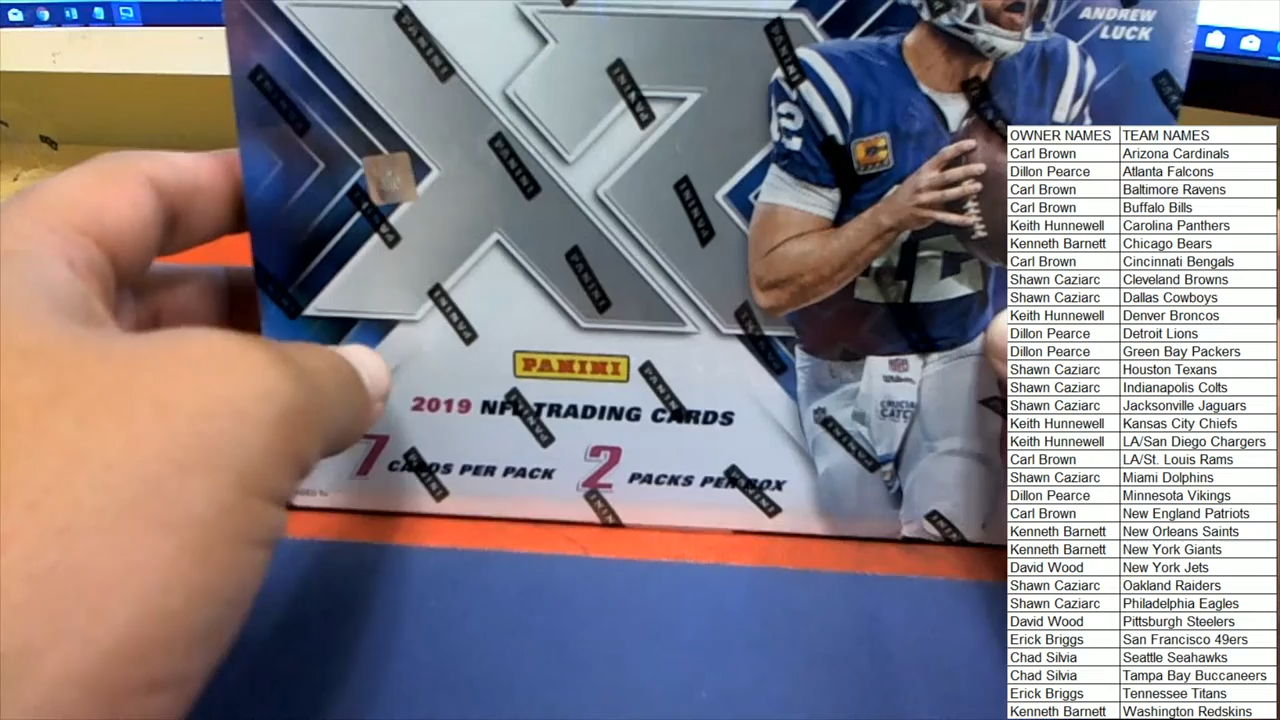 ANDREW
LUCK
PANINI
2019 NFL TRADING CARDS
7 CARDS PER PACK 2 PACKS PER BOX
NFL
Wilson
CRUCIAL
CATCH
12
OWNER NAMES TEAM NAMES
Carl Brown Arizona Cardinals
Dillon Pearce Atlanta Falcons
Carl Brown Baltimore Ravens
Carl Brown Buffalo Bills
Keith Hunnewell Carolina Panthers
Kenneth Barnett Chicago Bears
Carl Brown Cincinnati Bengals
Shawn Caziarc Cleveland Browns
Shawn Caziarc Dallas Cowboys
Keith Hunnewell Denver Broncos
Dillon Pearce Detroit Lions
Dillon Pearce Green Bay Packers
Shawn Caziarc Houston Texans
Shawn Caziarc Indianapolis Colts
Shawn Caziarc Jacksonville Jaguars
Keith Hunnewell Kansas City Chiefs
Keith Hunnewell LA/San Diego Chargers
Carl Brown LA/St. Louis Rams
Shawn Caziarc Miami Dolphins
Dillon Pearce Minnesota Vikings
Carl Brown New England Patriots
Kenneth Barnett New Orleans Saints
Kenneth Barnett New York Giants
David Wood New York Jets
Shawn Caziarc Oakland Raiders
Shawn Caziarc Philadelphia Eagles
David Wood Pittsburgh Steelers
Erick Briggs San Francisco 49ers
Chad Silvia Seattle Seahawks
Chad Silvia Tampa Bay Buccaneers
Erick Briggs Tennessee Titans
Kenneth Barnett Washington Redskins